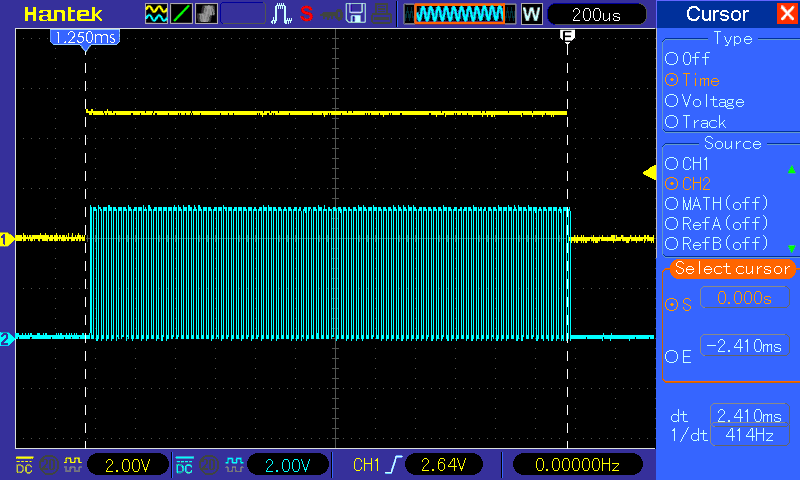 Hantek S W 200us Cursor
1.250ms E
Type
Off
Time
Voltage
Track
Source
CH1
CH2
MATH(off)
RefA(off)
RefB(off)
Select cursor
S 0.000s
E -2.410ms
dt 2.410ms
1/dt 414Hz
1
2
DC 20 2.00V DC 20 2.00V CH1 2.64V 0.00000Hz